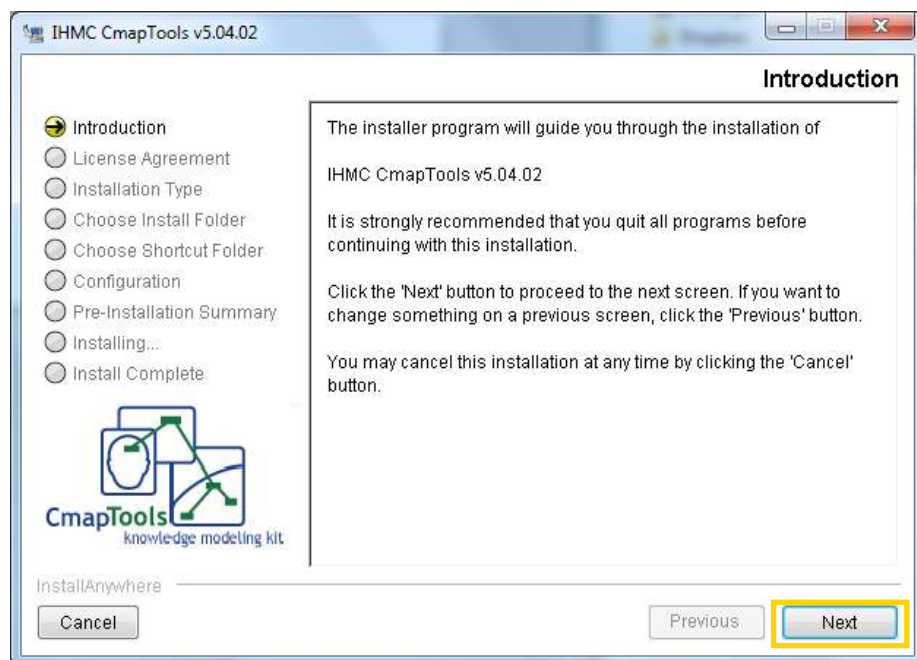 IHMC CmapTools v5.04.02
Introduction
Introduction
License Agreement
Installation Type
Choose Install Folder
Choose Shortcut Folder
Configuration
Pre-Installation Summary
Installing...
Install Complete
The installer program will guide you through the installation of
IHMC CmapTools v5.04.02
It is strongly recommended that you quit all programs before
continuing with this installation.
Click the 'Next' button to proceed to the next screen. If you want to
change something on a previous screen, click the 'Previous' button.
You may cancel this installation at any time by clicking the 'Cancel'
button.
CmapTools
knowledge modeling kit
InstallAnywhere
Cancel
Previous
Next